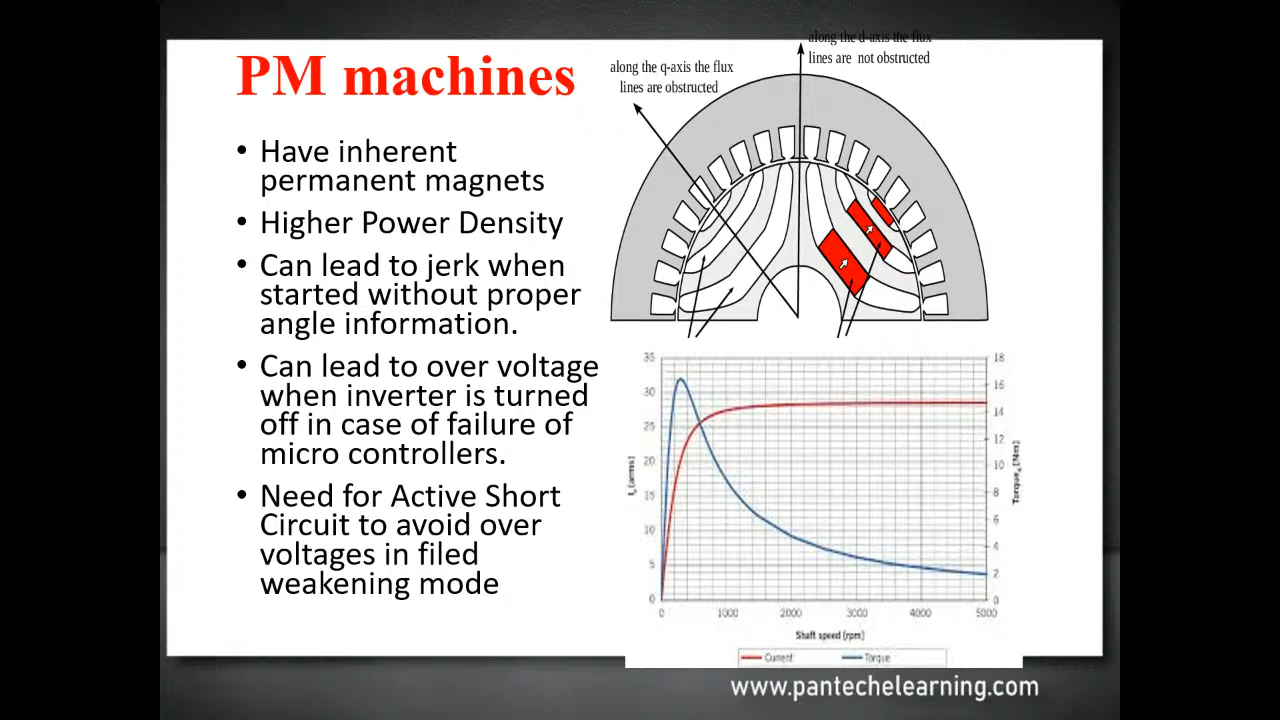 PM machines
• Have inherent
permanent magnets
• Higher Power Density
• Can lead to jerk when
started without proper
angle information.
• Can lead to over voltage
when inverter is turned
off in case of failure of
micro controllers.
• Need for Active Short
Circuit to avoid over
voltages in filed
weakening mode
along the q-axis the flux
lines are obstructed
along the d-axis the flux
lines are not obstructed
35
30
25
20
15
10
5
0
18
16
14
12
10
8
6
4
2
0
0 1000 2000 3000 4000 5000
Shaft speed [rpm]
Current Torque
www.pantechelearning.com